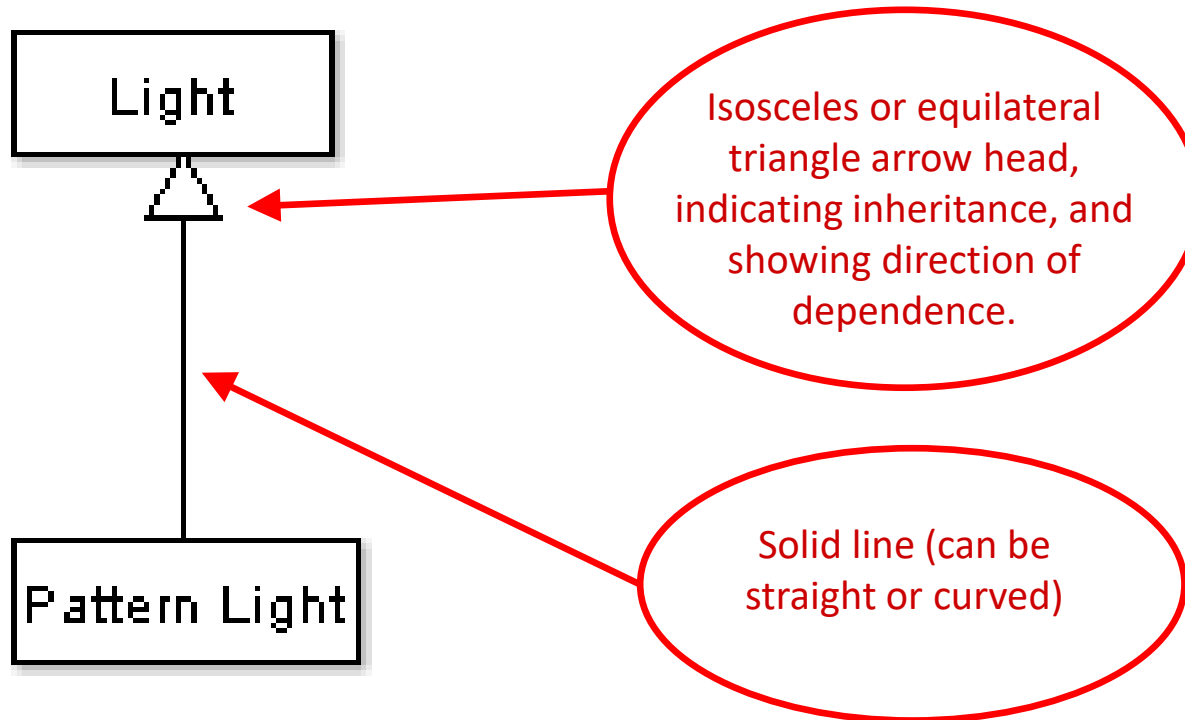 Light
Isosceles or equilateral
triangle arrow head,
indicating inheritance, and
showing direction of
dependence.
Solid line (can be
straight or curved)
Pattern Light